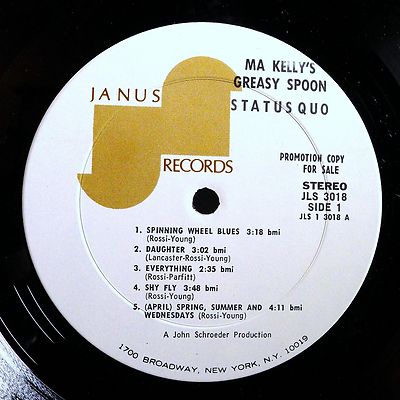 MA KELLY'S
GREASY SPOON
STATUS QUO
JANUS
RECORDS
PROMOTION COPY
FOR SALE
STEREO
JLS 3018
SIDE 1
JLS 1 3018 A
1. SPINNING WHEEL BLUES 3:18 bmi
(Rossi-Young)
2. DAUGHTER 3:02 bmi
(Lancaster-Rossi-Young)
3. EVERYTHING 2:35 bmi
(Rossi-Parfitt)
4. SHY FLY 3:48 bmi
(Rossi-Young)
5. (APRIL) SPRING, SUMMER AND 4:11 bmi
WEDNESDAYS (Rossi-Young)
A John Schroeder Production
1700 BROADWAY, NEW YORK, N.Y. 10019